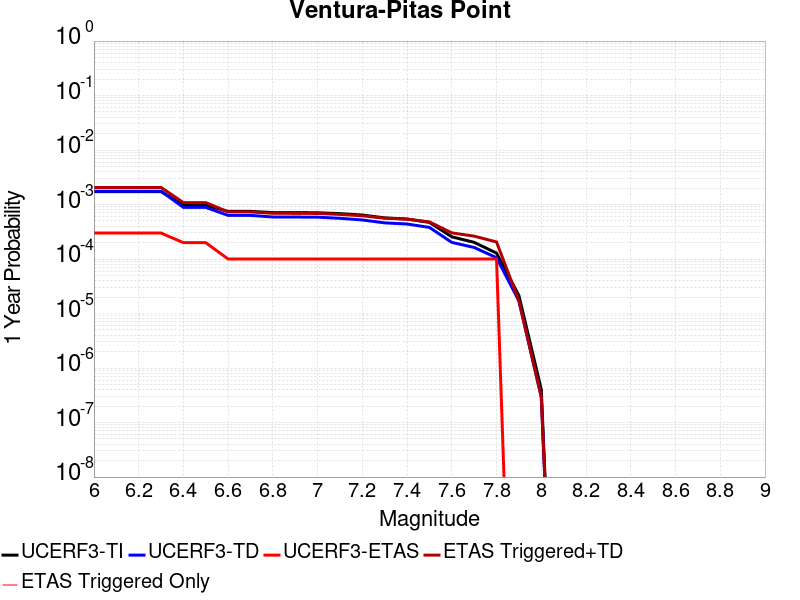 Ventura-Pitas Point
10^0
10^-1
10^-2
10^-3
10^-4
10^-5
10^-6
10^-7
10^-8
1 Year Probability
6 6.2 6.4 6.6 6.8 7 7.2 7.4 7.6 7.8 8 8.2 8.4 8.6 8.8 9
Magnitude
UCERF3-TI UCERF3-TD UCERF3-ETAS ETAS Triggered+TD
ETAS Triggered Only